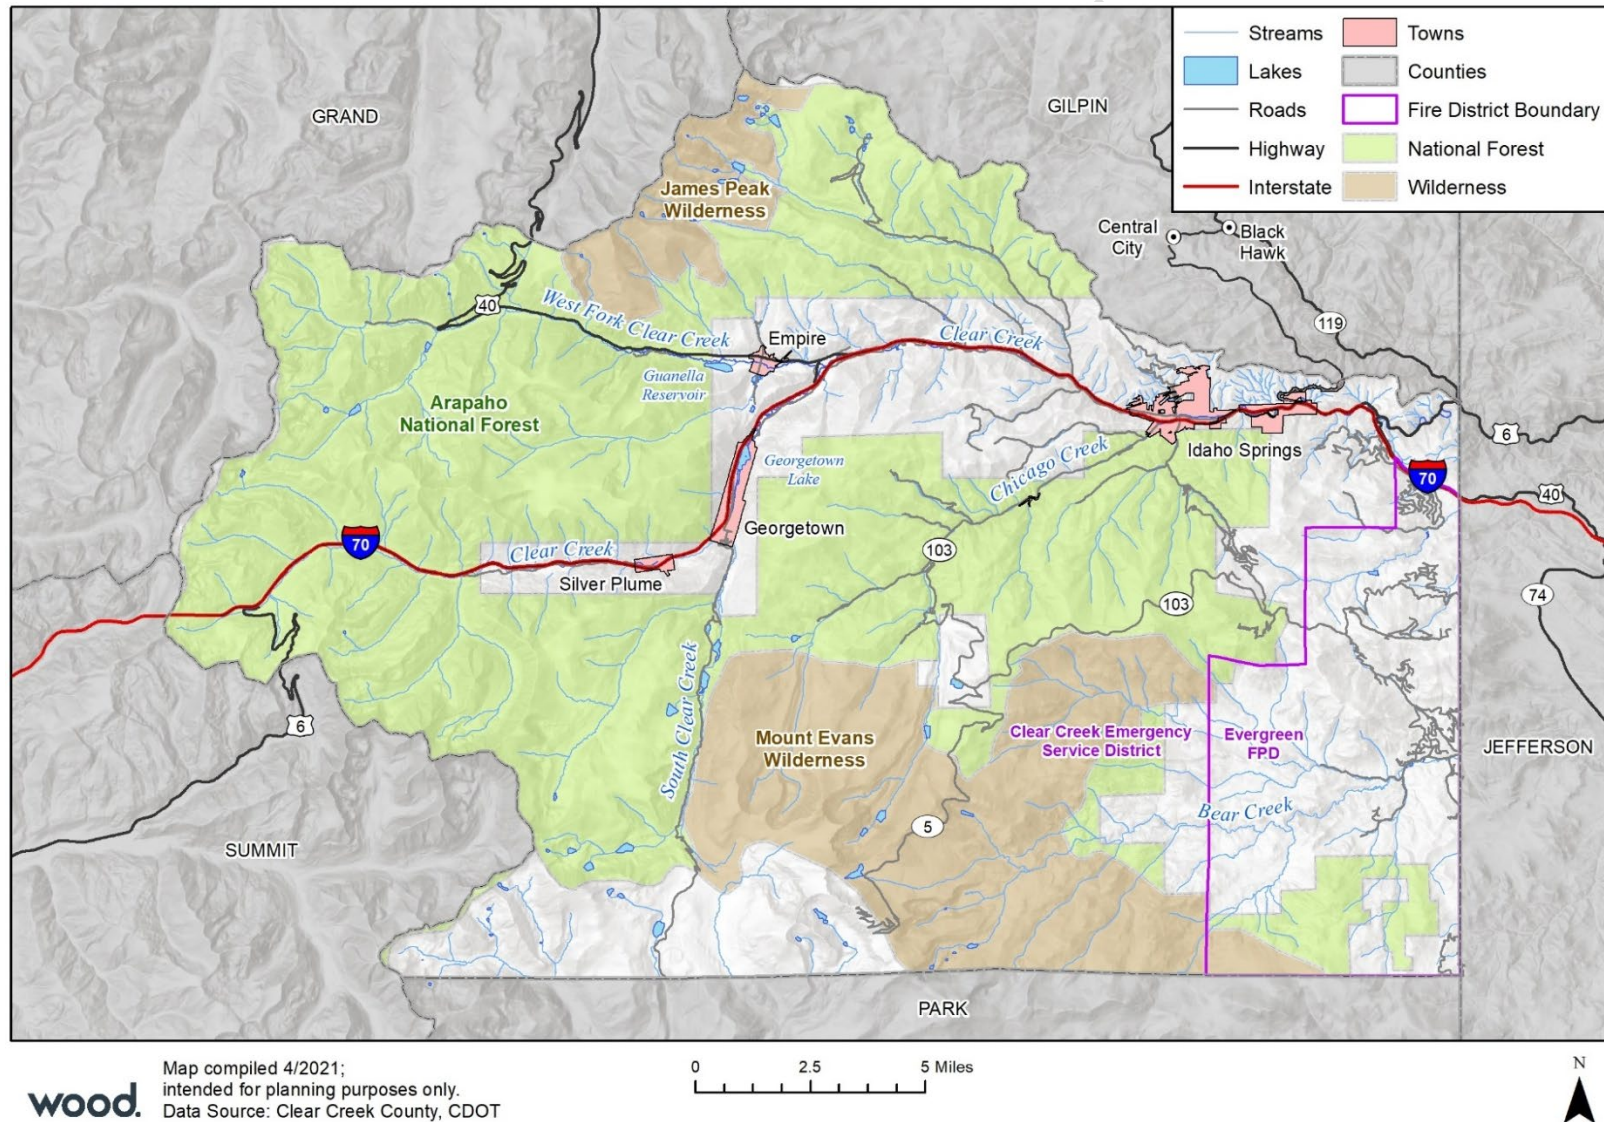 Streams
Towns
Lakes
Counties
Roads
Fire District Boundary
Highway
National Forest
Interstate
Wilderness
GRAND
GILPIN
James Peak
Wilderness
Central
City
Black
Hawk
40
West Fork Clear Creek
Empire
Clear Creek
119
Guanella
Reservoir
Arapaho
National Forest
Georgetown
Lake
Chicago Creek
Idaho Springs
6
70
40
70
Clear Creek
Georgetown
Silver Plume
103
103
74
South Clear Creek
6
Mount Evans
Wilderness
Clear Creek Emergency
Service District
Evergreen
FPD
JEFFERSON
Bear Creek
5
SUMMIT
PARK
wood.
Map compiled 4/2021;
intended for planning purposes only.
Data Source: Clear Creek County, CDOT
0 2.5 5 Miles
N